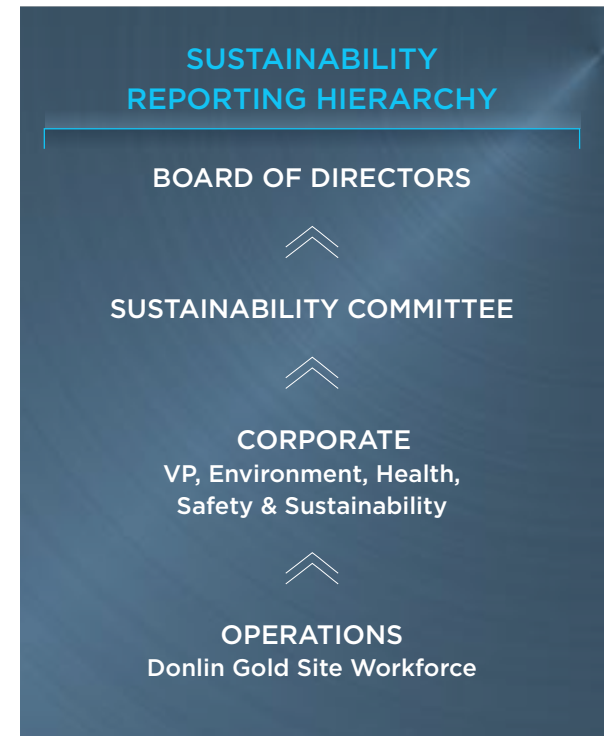 SUSTAINABILITY
REPORTING HIERARCHY
BOARD OF DIRECTORS
SUSTAINABILITY COMMITTEE
CORPORATE
VP, Environment, Health,
Safety & Sustainability
OPERATIONS
Donlin Gold Site Workforce